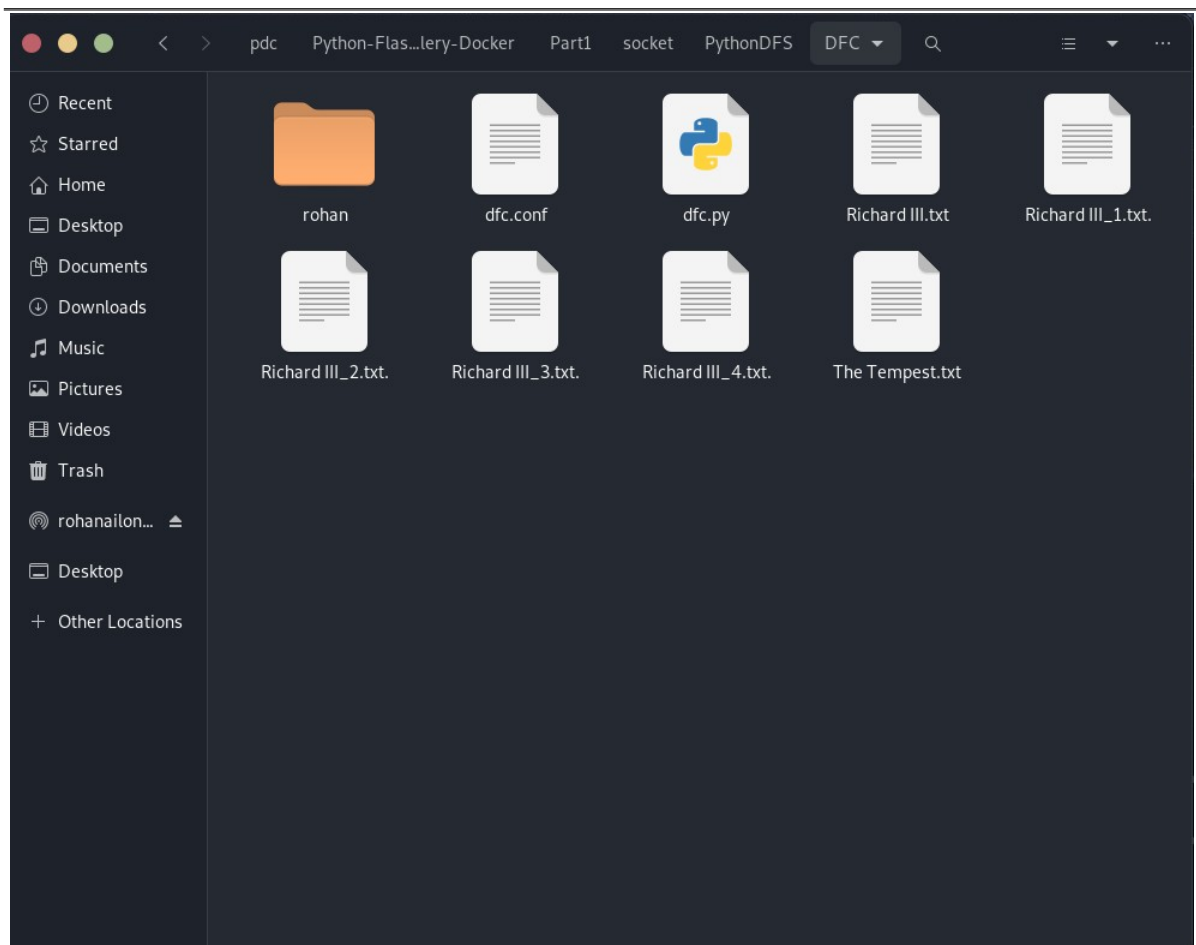 pdc Python-Flas...lery-Docker Part1 socket PythonDFS DFC
Recent
Starred
Home
Desktop
Documents
Downloads
Music
Pictures
Videos
Trash
rohanailon...
Desktop
Other Locations
rohan dfc.conf dfc.py Richard III.txt Richard III_1.txt.
Richard III_2.txt. Richard III_3.txt. Richard III_4.txt. The Tempest.txt